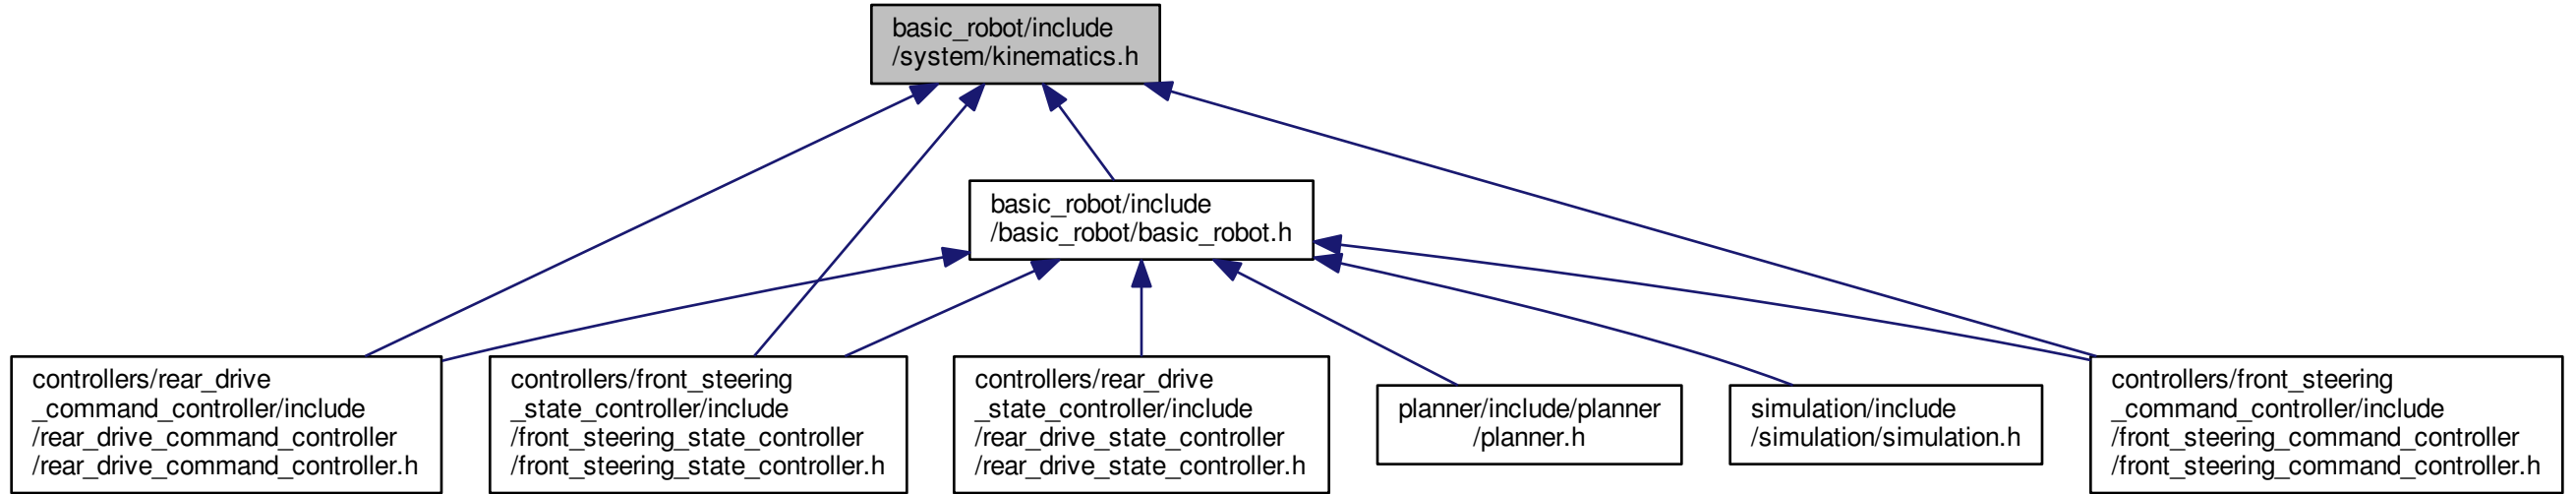 basic_robot/include
/system/kinematics.h
basic_robot/include
/basic_robot/basic_robot.h
controllers/rear_drive
_command_controller/include
/rear_drive_command_controller
/rear_drive_command_controller.h
controllers/front_steering
_state_controller/include
/front_steering_state_controller
/front_steering_state_controller.h
controllers/rear_drive
_state_controller/include
/rear_drive_state_controller
/rear_drive_state_controller.h
planner/include/planner
/planner.h
simulation/include
/simulation/simulation.h
controllers/front_steering
_command_controller/include
/front_steering_command_controller
/front_steering_command_controller.h